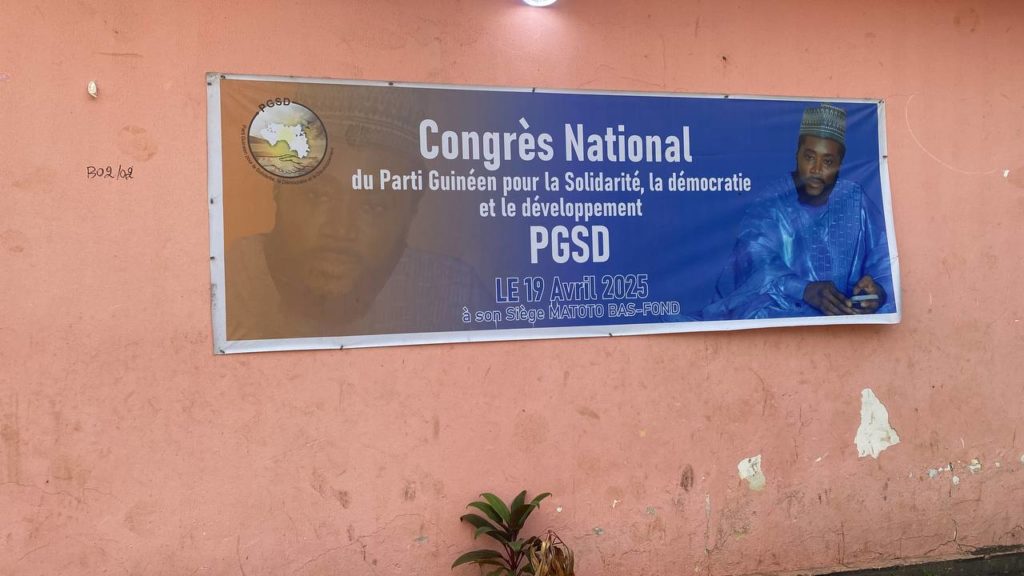 PGSD
Congrès National
du Parti Guinéen pour la Solidarité, la démocratie
et le développement
PGSD
LE 19 Avril 2025
à son Siège MATOTO BAS-FOND
B02/02